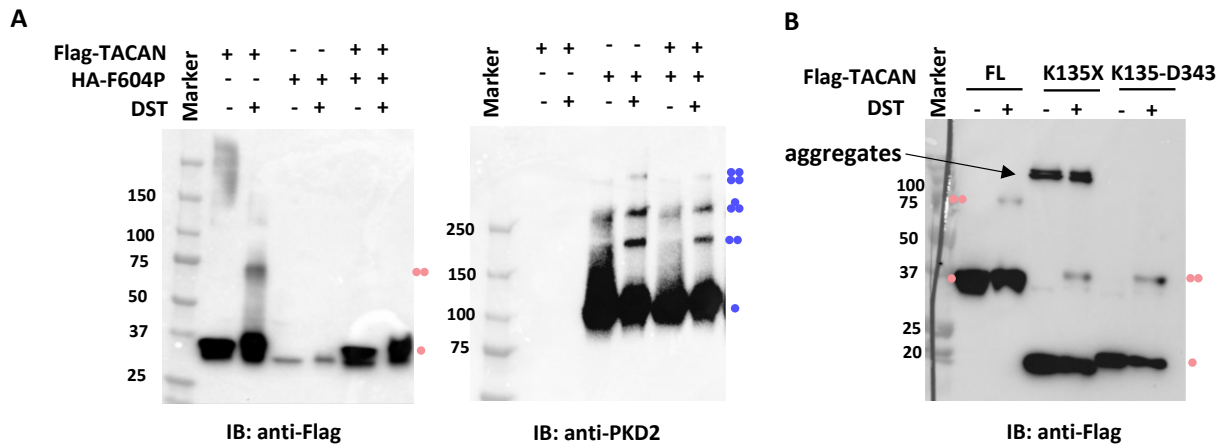 A
Flag-TACAN
HA-F604P
DST
Marker
+ + - - + +
- - + + + +
- + - + - +
150
100
75
50
37
25
IB: anti-Flag
+ + - - + +
- - + + + +
- + - + - +
250
150
100
75
IB: anti-PKD2
B
Marker
Flag-TACAN
FL K135X K135-D343
DST
- + - + - +
aggregates
100
75
50
37
25
20
IB: anti-Flag